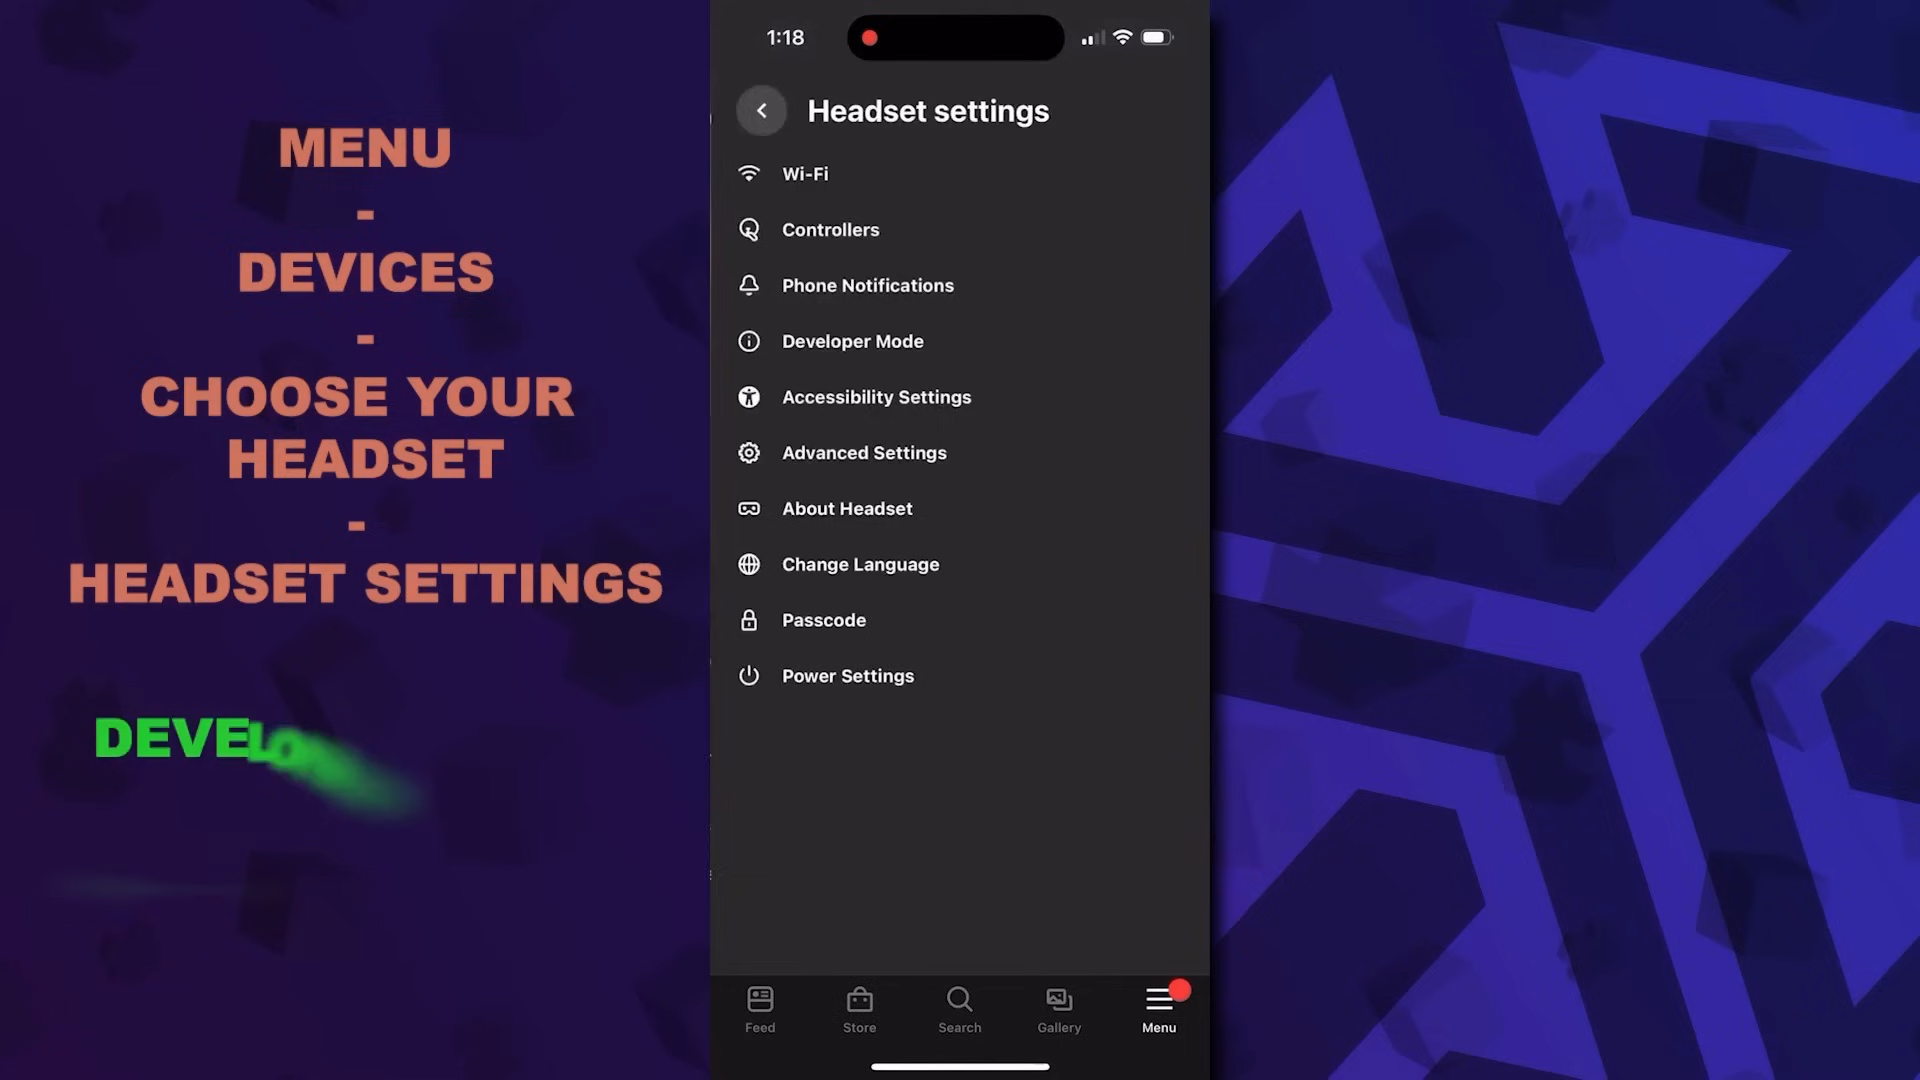 MENU
-
DEVICES
-
CHOOSE YOUR
HEADSET
-
HEADSET SETTINGS
DEVELO
1:18
Headset settings
Wi-Fi
Controllers
Phone Notifications
Developer Mode
Accessibility Settings
Advanced Settings
About Headset
Change Language
Passcode
Power Settings
Feed
Store
Search
Gallery
Menu